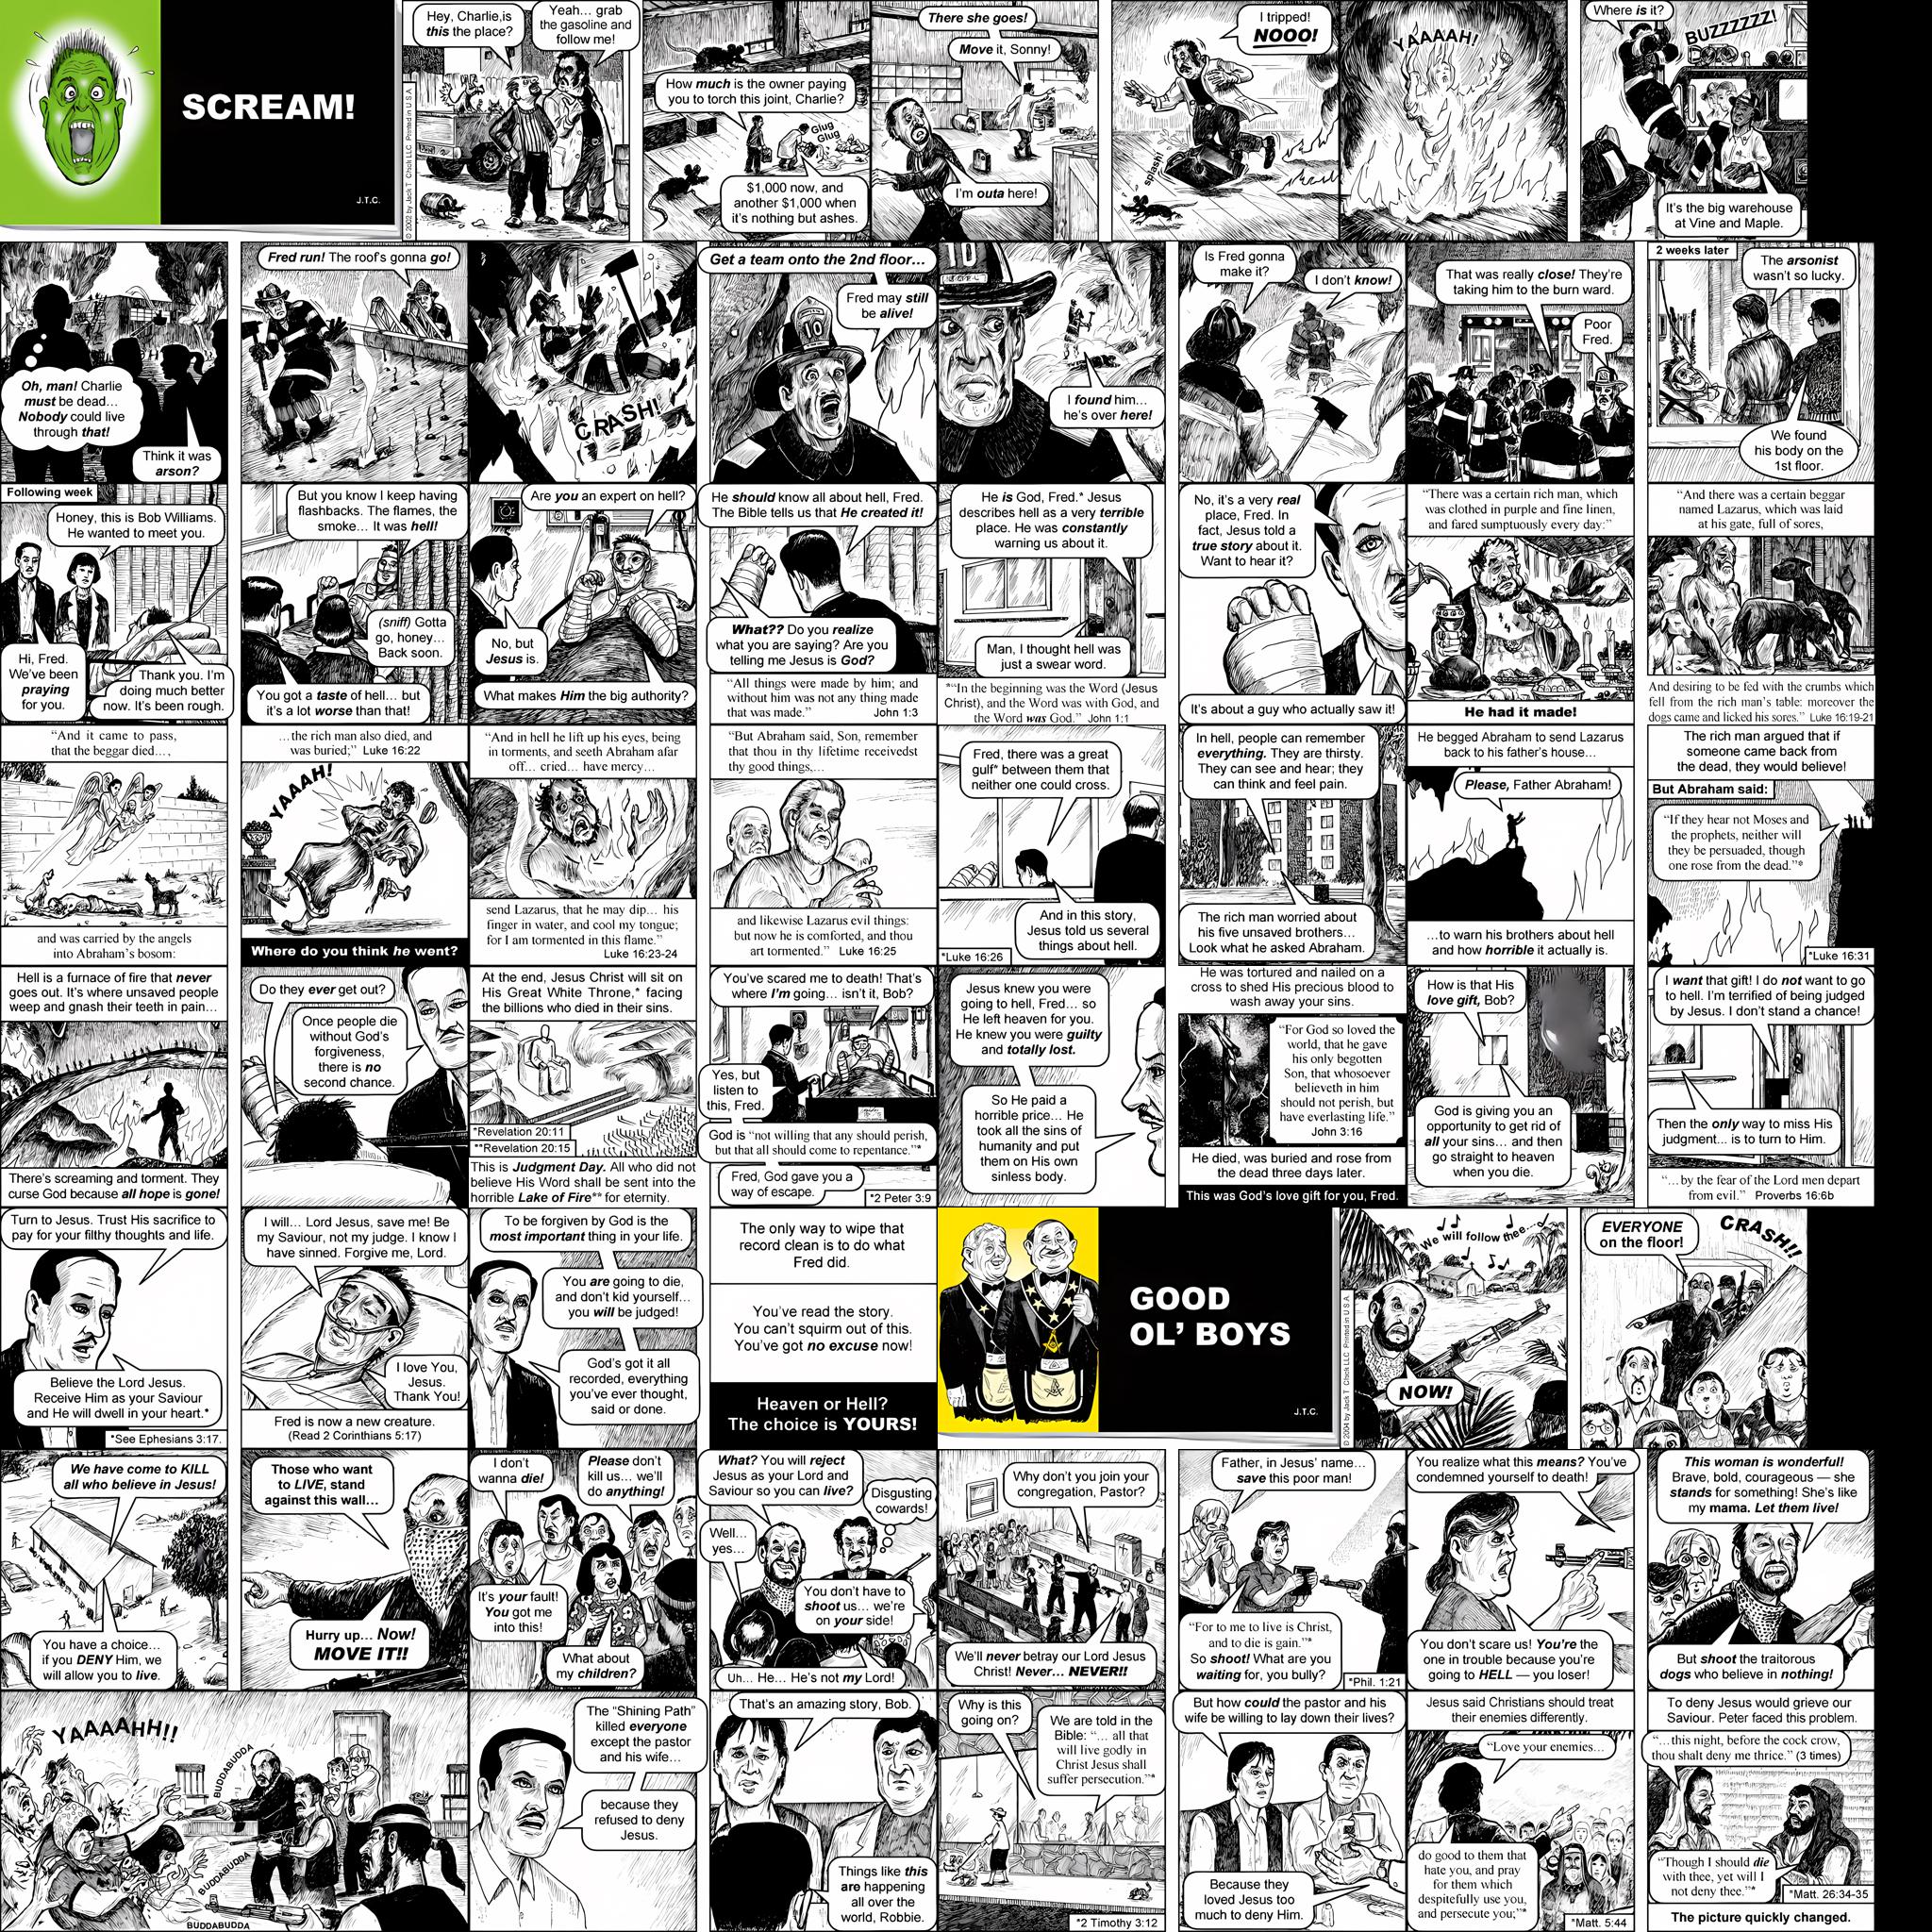 SCREAM!
J.T.C.
© 2002 by Jack T. Chick LLC Printed in U.S.A.
Hey, Charlie,is
this the place?
Yeah... grab
the gasoline and
follow me!
How much is the owner paying
you to torch this joint, Charlie?
Glug
Glug
$1,000 now, and
another $1,000 when
it's nothing but ashes.
There she goes!
Move it, Sonny!
I'm outa here!
I tripped!
NOOO!
splash!
YAAAAH!
Where is it?
BUZZZZZZ!
It's the big warehouse
at Vine and Maple.
Oh, man! Charlie
must be dead...
Nobody could live
through that!
Think it was
arson?
Fred run! The roof's gonna go!
CRASH!
Get a team onto the 2nd floor...
Fred may still
be alive!
10
10
I found him...
he's over here!
Is Fred gonna
make it?
I don't know!
That was really close! They're
taking him to the burn ward.
Poor
Fred.
2 weeks later
The arsonist
wasn't so lucky.
We found
his body on the
1st floor.
Following week
Honey, this is Bob Williams.
He wanted to meet you.
Hi, Fred.
We've been
praying
for you.
Thank you. I'm
doing much better
now. It's been rough.
But you know I keep having
flashbacks. The flames, the
smoke... It was hell!
(sniff) Gotta
go, honey...
Back soon.
You got a taste of hell... but
it's a lot worse than that!
Are you an expert on hell?
No, but
Jesus is.
What makes Him the big authority?
He should know all about hell, Fred.
The Bible tells us that He created it!
What?? Do you realize
what you are saying? Are you
telling me Jesus is God?
"All things were made by him; and
without him was not any thing made
that was made." John 1:3
He is God, Fred.* Jesus
describes hell as a very terrible
place. He was constantly
warning us about it.
Man, I thought hell was
just a swear word.
*"In the beginning was the Word (Jesus
Christ), and the Word was with God, and
the Word was God." John 1:1
No, it's a very real
place, Fred. In
fact, Jesus told a
true story about it.
Want to hear it?
It's about a guy who actually saw it!
"There was a certain rich man, which
was clothed in purple and fine linen,
and fared sumptuously every day:"
He had it made!
"And there was a certain beggar
named Lazarus, which was laid
at his gate, full of sores,
And desiring to be fed with the crumbs which
fell from the rich man's table: moreover the
dogs came and licked his sores." Luke 16:19-21
"And it came to pass,
that the beggar died...,
and was carried by the angels
into Abraham's bosom:
...the rich man also died, and
was buried;" Luke 16:22
YAAAH!
Where do you think he went?
"And in hell he lift up his eyes, being
in torments, and seeth Abraham afar
off... cried... have mercy...
send Lazarus, that he may dip... his
finger in water, and cool my tongue;
for I am tormented in this flame."
Luke 16:23-24
"But Abraham said, Son, remember
that thou in thy lifetime receivedst
thy good things,...
and likewise Lazarus evil things:
but now he is comforted, and thou
art tormented." Luke 16:25
Fred, there was a great
gulf* between them that
neither one could cross.
And in this story,
Jesus told us several
things about hell.
*Luke 16:26
In hell, people can remember
everything. They are thirsty.
They can see and hear; they
can think and feel pain.
The rich man worried about
his five unsaved brothers...
Look what he asked Abraham.
He begged Abraham to send Lazarus
back to his father's house...
Please, Father Abraham!
...to warn his brothers about hell
and how horrible it actually is.
The rich man argued that if
someone came back from
the dead, they would believe!
But Abraham said:
"If they hear not Moses and
the prophets, neither will
they be persuaded, though
one rose from the dead."*
*Luke 16:31
Hell is a furnace of fire that never
goes out. It's where unsaved people
weep and gnash their teeth in pain...
There's screaming and torment. They
curse God because all hope is gone!
Do they ever get out?
Once people die
without God's
forgiveness,
there is no
second chance.
At the end, Jesus Christ will sit on
His Great White Throne,* facing
the billions who died in their sins.
*Revelation 20:11
**Revelation 20:15
This is Judgment Day. All who did not
believe His Word shall be sent into the
horrible Lake of Fire** for eternity.
You've scared me to death! That's
where I'm going... isn't it, Bob?
Yes, but
listen to
this, Fred.
God is "not willing that any should perish,
but that all should come to repentance."*
Fred, God gave you a
way of escape.
*2 Peter 3:9
Jesus knew you were
going to hell, Fred... so
He left heaven for you.
He knew you were guilty
and totally lost.
So He paid a
horrible price... He
took all the sins of
humanity and put
them on His own
sinless body.
He was tortured and nailed on a
cross to shed His precious blood to
wash away your sins.
"For God so loved the
world, that he gave
his only begotten
Son, that whosoever
believeth in him
should not perish, but
have everlasting life."
John 3:16
He died, was buried and rose from
the dead three days later.
This was God's love gift for you, Fred.
How is that His
love gift, Bob?
God is giving you an
opportunity to get rid of
all your sins... and then
go straight to heaven
when you die.
I want that gift! I do not want to go
to hell. I'm terrified of being judged
by Jesus. I don't stand a chance!
Then the only way to miss His
judgment... is to turn to Him.
"...by the fear of the Lord men depart
from evil." Proverbs 16:6b
Turn to Jesus. Trust His sacrifice to
pay for your filthy thoughts and life.
Believe the Lord Jesus.
Receive Him as your Saviour
and He will dwell in your heart.*
*See Ephesians 3:17.
I will... Lord Jesus, save me! Be
my Saviour, not my judge. I know I
have sinned. Forgive me, Lord.
I love You,
Jesus.
Thank You!
Fred is now a new creature.
(Read 2 Corinthians 5:17)
To be forgiven by God is the
most important thing in your life.
You are going to die,
and don't kid yourself...
you will be judged!
God's got it all
recorded, everything
you've ever thought,
said or done.
The only way to wipe that
record clean is to do what
Fred did.
You've read the story.
You can't squirm out of this.
You've got no excuse now!
Heaven or Hell?
The choice is YOURS!
GOOD
OL' BOYS
J.T.C.
© 2004 by Jack T. Chick LLC Printed in U.S.A.
We will follow thee...
NOW!
EVERYONE
on the floor!
CRASH!!
We have come to KILL
all who believe in Jesus!
You have a choice...
if you DENY Him, we
will allow you to live.
Those who want
to LIVE, stand
against this wall...
Hurry up... Now!
MOVE IT!!
I don't
wanna die!
Please don't
kill us... we'll
do anything!
It's your fault!
You got me
into this!
What about
my children?
What? You will reject
Jesus as your Lord and
Saviour so you can live?
Disgusting
cowards!
Well...
yes...
You don't have to
shoot us... we're
on your side!
Uh... He... He's not my Lord!
Why don't you join your
congregation, Pastor?
We'll never betray our Lord Jesus
Christ! Never... NEVER!!
Father, in Jesus' name...
save this poor man!
"For to me to live is Christ,
and to die is gain."*
So shoot! What are you
waiting for, you bully?
*Phil. 1:21
You realize what this means? You've
condemned yourself to death!
You don't scare us! You're the
one in trouble because you're
going to HELL — you loser!
This woman is wonderful!
Brave, bold, courageous — she
stands for something! She's like
my mama. Let them live!
But shoot the traitorous
dogs who believe in nothing!
YAAAAHH!!
BUDDABUDDA
BUDDABUDDA
BUDDABUDDA
The "Shining Path"
killed everyone
except the pastor
and his wife...
because they
refused to deny
Jesus.
That's an amazing story, Bob.
Things like this
are happening
all over the
world, Robbie.
Why is this
going on?
We are told in the
Bible: "... all that
will live godly in
Christ Jesus shall
suffer persecution."*
*2 Timothy 3:12
But how could the pastor and his
wife be willing to lay down their lives?
Because they
loved Jesus too
much to deny Him.
Jesus said Christians should treat
their enemies differently.
"Love your enemies...
do good to them that
hate you, and pray
for them which
despitefully use you,
and persecute you;"*
*Matt. 5:44
To deny Jesus would grieve our
Saviour. Peter faced this problem.
"...this night, before the cock crow,
thou shalt deny me thrice." (3 times)
"Though I should die
with thee, yet will I
not deny thee."*
*Matt. 26:34-35
The picture quickly changed.